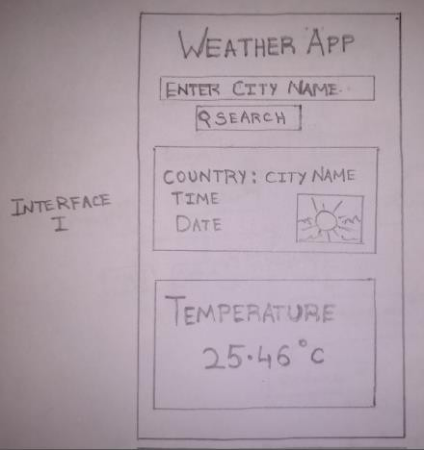 WEATHER APP
ENTER CITY NAME.
SEARCH
COUNTRY: CITY NAME
TIME
DATE
INTERFACE
I
TEMPERATURE
25.46°C